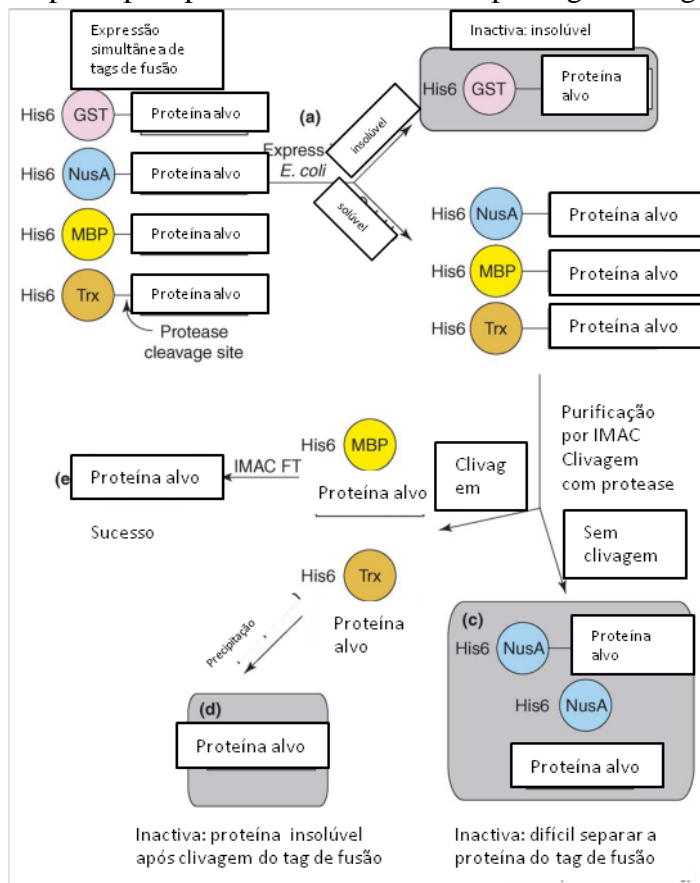 Expressão
simultânea de
tags de fusão
Inactiva: insolúvel
His6 GST Proteína alvo
His6 GST Proteína
alvo
(a)
Express
E. coli
insolúvel
solúvel
His6 NusA Proteína alvo
His6 MBP Proteína alvo
His6 Trx Proteína alvo
Protease
cleavage site
His6 NusA Proteína alvo
His6 MBP Proteína alvo
His6 Trx Proteína alvo
Purificação
por IMAC
Clivagem
com protease
(e
Proteína alvo
IMAC FT
His6 MBP
Proteína alvo
Clivag
em
Sucesso
Sem
clivagem
His6 Trx
Proteína
alvo
Precipitação
(c)
His6 NusA Proteína
alvo
His6 NusA
Proteína alvo
(d)
Proteína alvo
Inactiva: proteína insolúvel
após clivagem do tag de fusão
Inactiva: difícil separar a
proteína do tag de fusão